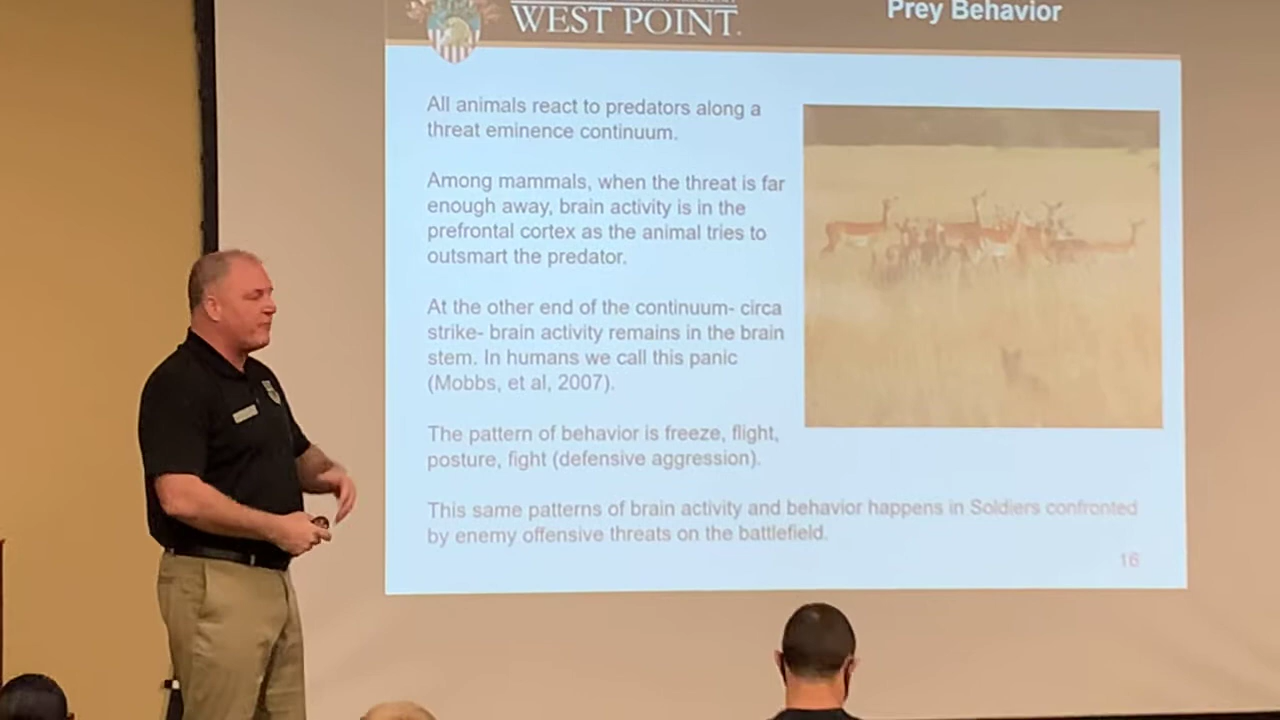 WEST POINT.
Prey Behavior
All animals react to predators along a
threat eminence continuum.
Among mammals, when the threat is far
enough away, brain activity is in the
prefrontal cortex as the animal tries to
outsmart the predator.
At the other end of the continuum- circa
strike- brain activity remains in the brain
stem. In humans we call this panic
(Mobbs, et al, 2007).
The pattern of behavior is freeze, flight,
posture, fight (defensive aggression).
This same patterns of brain activity and behavior happens in Soldiers confronted
by enemy offensive threats on the battlefield.
16